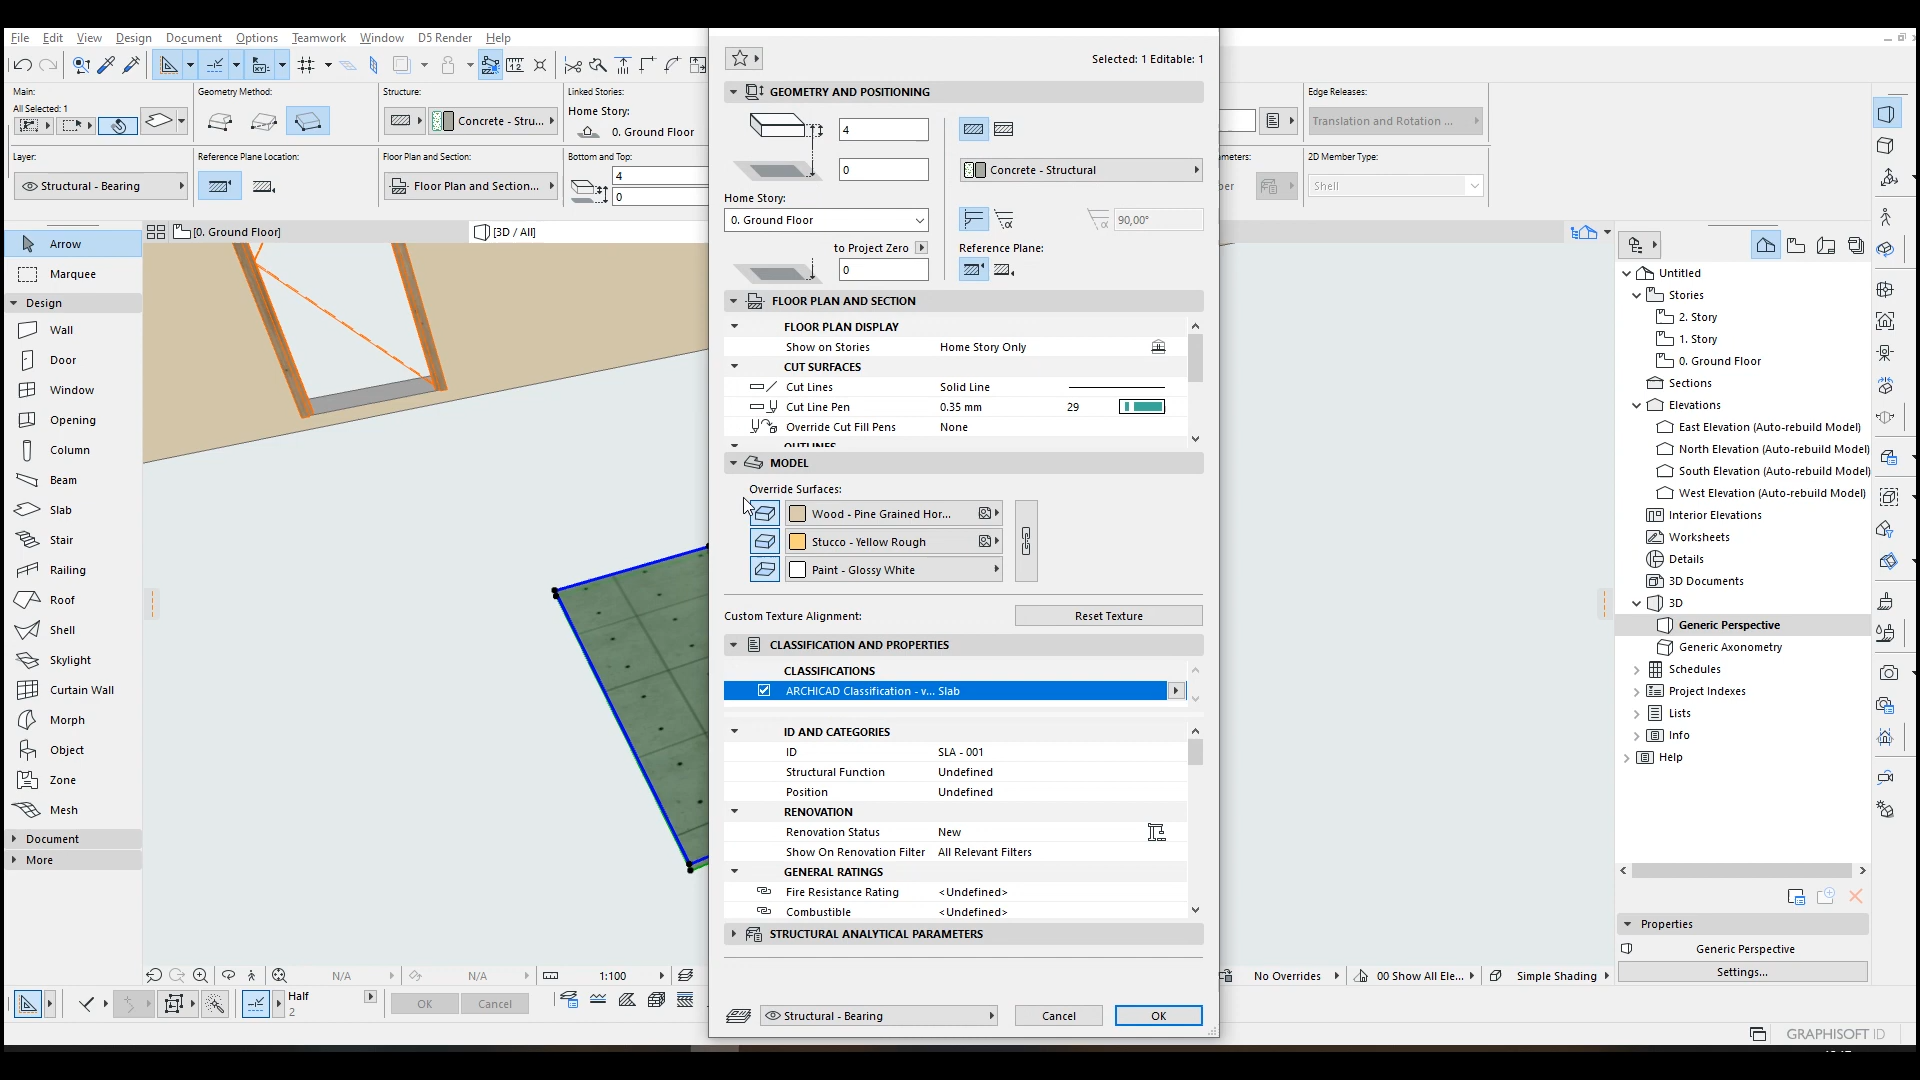 File Edit View Design Document Options Teamwork Window D5 Render Help
Main:
All Selected: 1
Geometry Method:
Structure:
Concrete - Stru...
Linked Stories:
Home Story:
0. Ground Floor
Edge Releases:
Translation and Rotation ...
Layer:
Structural - Bearing
Reference Plane Location:
Floor Plan and Section:
Floor Plan and Section...
Bottom and Top:
4
0
2D Member Type:
Shell
[0. Ground Floor]
[3D / All]
Arrow
Marquee
Design
Wall
Door
Window
Opening
Column
Beam
Slab
Stair
Railing
Roof
Shell
Skylight
Curtain Wall
Morph
Object
Zone
Mesh
Document
More
Selected: 1 Editable: 1
GEOMETRY AND POSITIONING
4
0
Concrete - Structural
Home Story:
0. Ground Floor
90,00°
to Project Zero
Reference Plane:
0
FLOOR PLAN AND SECTION
FLOOR PLAN DISPLAY
Show on Stories Home Story Only
CUT SURFACES
Cut Lines Solid Line
Cut Line Pen 0.35 mm 29
Override Cut Fill Pens None
OUTLINES
MODEL
Override Surfaces:
Wood - Pine Grained Hor...
Stucco - Yellow Rough
Paint - Glossy White
Custom Texture Alignment: Reset Texture
CLASSIFICATION AND PROPERTIES
CLASSIFICATIONS
ARCHICAD Classification - v... Slab
ID AND CATEGORIES
ID SLA - 001
Structural Function Undefined
Position Undefined
RENOVATION
Renovation Status New
Show On Renovation Filter All Relevant Filters
GENERAL RATINGS
Fire Resistance Rating <Undefined>
Combustible <Undefined>
STRUCTURAL ANALYTICAL PARAMETERS
Structural - Bearing Cancel OK
Untitled
Stories
2. Story
1. Story
0. Ground Floor
Sections
Elevations
East Elevation (Auto-rebuild Model)
North Elevation (Auto-rebuild Model)
South Elevation (Auto-rebuild Model)
West Elevation (Auto-rebuild Model)
Interior Elevations
Worksheets
Details
3D Documents
3D
Generic Perspective
Generic Axonometry
Schedules
Project Indexes
Lists
Info
Help
Properties
Generic Perspective
Settings...
N/A N/A 1:100
No Overrides 00 Show All Ele... Simple Shading
Half
2
OK Cancel
GRAPHISOFT ID